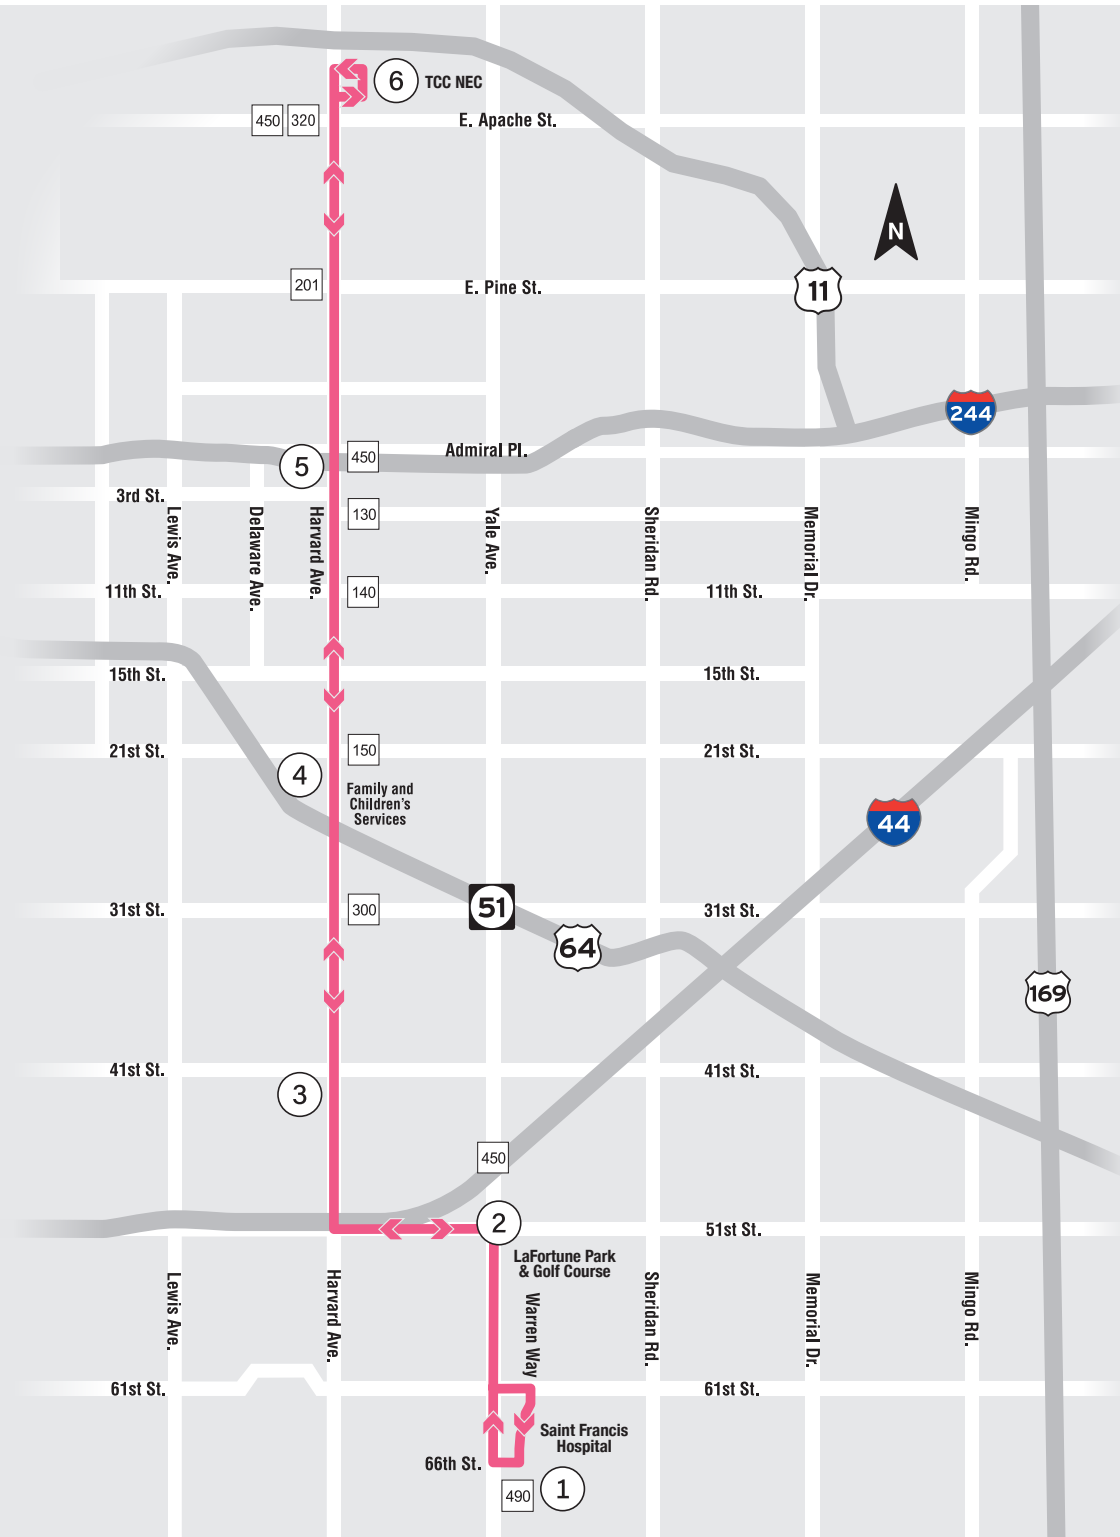 6
TCC NEC
450
320
E. Apache St.
N
201
E. Pine St.
11
244
Admiral Pl.
5
450
3rd St.
130
Lewis Ave.
Delaware Ave.
Harvard Ave.
Yale Ave.
Sheridan Rd.
Memorial Dr.
Mingo Rd.
11th St.
140
11th St.
15th St.
15th St.
21st St.
150
21st St.
4
Family and
Children's
Services
44
31st St.
300
51
31st St.
64
169
41st St.
41st St.
3
450
2
51st St.
LaFortune Park
& Golf Course
Lewis Ave.
Harvard Ave.
Warren Way
Sheridan Rd.
Memorial Dr.
Mingo Rd.
61st St.
61st St.
Saint Francis
Hospital
66th St.
490
1